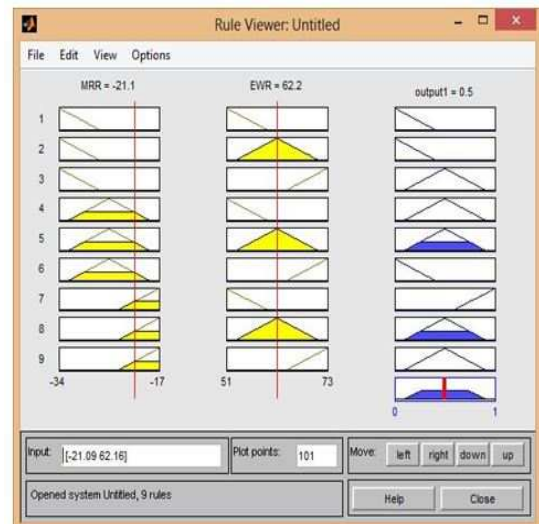 Rule Viewer: Untitled
File Edit View Options
MRR = -21.1 EWR = 62.2 output1 = 0.5
1
2
3
4
5
6
7
8
9
-34 -17 51 73
0 1
Input: [-21.09 62.16] Plot points: 101 Move: left right down up
Opened system Untitled, 9 rules Help Close